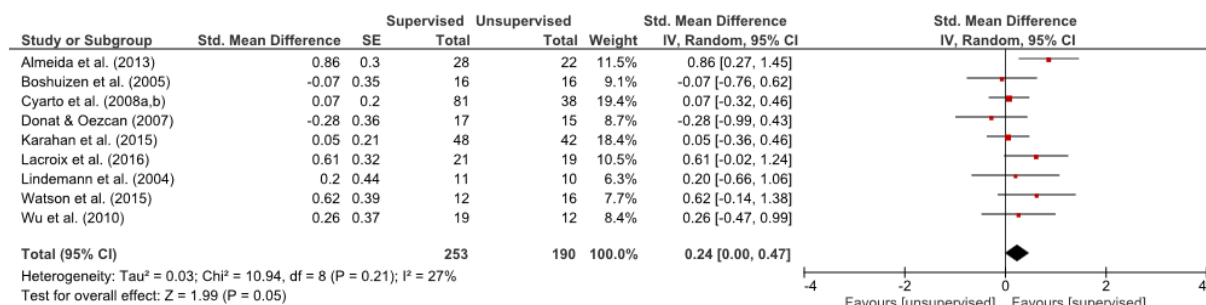 Supervised Unsupervised Std. Mean Difference Std. Mean Difference
Study or Subgroup Std. Mean Difference SE Total Total Weight IV, Random, 95% CI IV, Random, 95% CI
Almeida et al. (2013) 0.86 0.3 28 22 11.5% 0.86 [0.27, 1.45]
Boshuizen et al. (2005) -0.07 0.35 16 16 9.1% -0.07 [-0.76, 0.62]
Cyarto et al. (2008a,b) 0.07 0.2 81 38 19.4% 0.07 [-0.32, 0.46]
Donat & Oezcan (2007) -0.28 0.36 17 15 8.7% -0.28 [-0.99, 0.43]
Karahan et al. (2015) 0.05 0.21 48 42 18.4% 0.05 [-0.36, 0.46]
Lacroix et al. (2016) 0.61 0.32 21 19 10.5% 0.61 [-0.02, 1.24]
Lindemann et al. (2004) 0.2 0.44 11 10 6.3% 0.20 [-0.66, 1.06]
Watson et al. (2015) 0.62 0.39 12 16 7.7% 0.62 [-0.14, 1.38]
Wu et al. (2010) 0.26 0.37 19 12 8.4% 0.26 [-0.47, 0.99]
Total (95% CI) 253 190 100.0% 0.24 [0.00, 0.47]
Heterogeneity: Tau² = 0.03; Chi² = 10.94, df = 8 (P = 0.21); I² = 27%
Test for overall effect: Z = 1.99 (P = 0.05)
-4 -2 0 2 4
Favours [unsupervised] Favours [supervised]